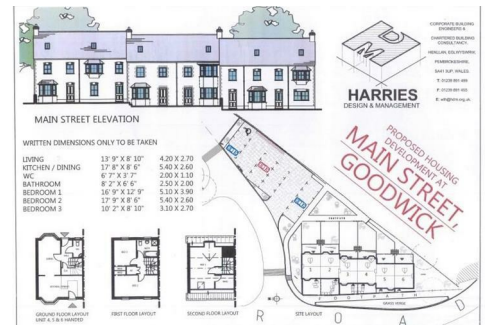 CORPORATE BUILDING
ENGINEERS &
CHARTERED BUILDING
CONSULTANCY,
PEMBROKESHIRE,
HARRIES
DESIGN & MANAGEMENT
MAIN STREET ELEVATION
WRITTEN DIMENSIONS ONLY TO BE TAKEN
LIVING 13' 9" X 8' 10" 4.20 X 2.70
KITCHEN / DINING 17' 8" X 8' 6" 5.40 X 2.60
WC 6' 7" X 3' 7" 2.00 X 1.10
BATHROOM 8' 2" X 6' 6" 2.50 X 2.00
BEDROOM 1 16' 9" X 12' 9" 5.10 X 3.90
BEDROOM 2 17' 9" X 8' 6" 5.40 X 2.60
BEDROOM 3 10' 2" X 8' 10" 3.10 X 2.70
PROPOSED HOUSING
DEVELOPMENT AT
MAIN STREET,
GOODWICK
GROUND FLOOR LAYOUT
FIRST FLOOR LAYOUT
SECOND FLOOR LAYOUT
SITE LAYOUT
GRASS VERGE
FOOTPATH
R O A D